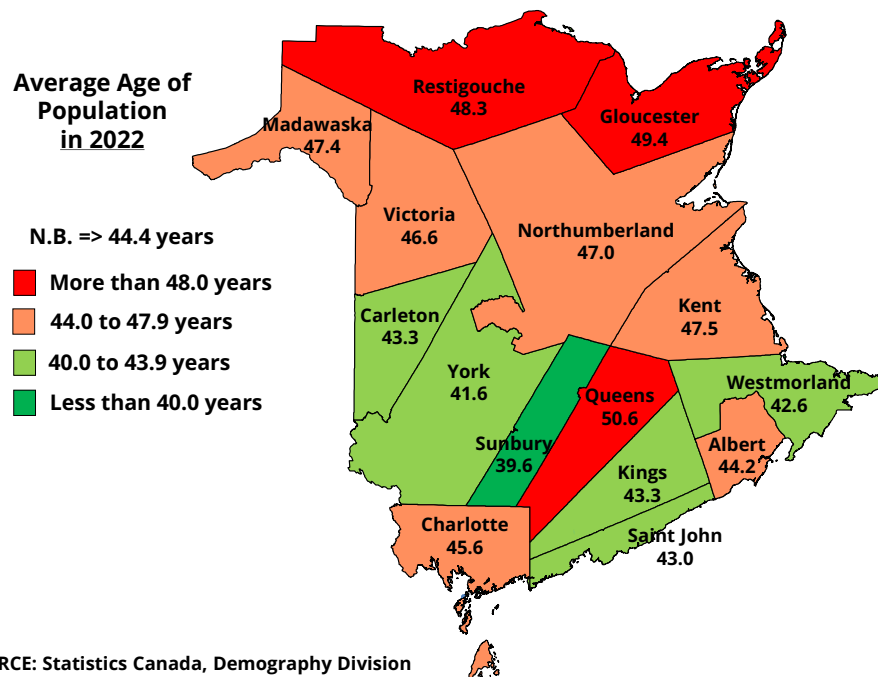 Average Age of
Population
in 2022
N.B. => 44.4 years
More than 48.0 years
44.0 to 47.9 years
40.0 to 43.9 years
Less than 40.0 years
Restigouche
48.3
Gloucester
49.4
Madawaska
47.4
Victoria
46.6
Northumberland
47.0
Carleton
43.3
Kent
47.5
York
41.6
Westmorland
42.6
Queens
50.6
Sunbury
39.6
Albert
44.2
Kings
43.3
Charlotte
45.6
Saint John
43.0
RCE: Statistics Canada, Demography Division